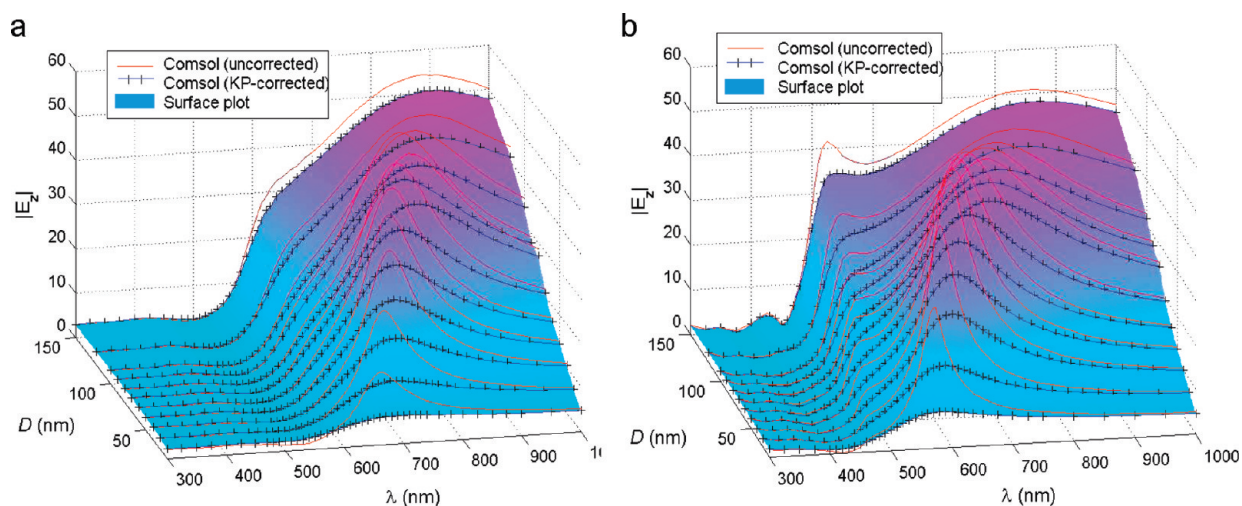 a
60
50
40
30
20
10
0
|Ez|
Comsol (uncorrected)
Comsol (KP-corrected)
Surface plot
150
100
50
D (nm)
300
400
500
600
700
800
900
10
λ (nm)
b
60
50
40
30
20
10
0
|Ez|
Comsol (uncorrected)
Comsol (KP-corrected)
Surface plot
150
100
50
D (nm)
300
400
500
600
700
800
900
1000
λ (nm)